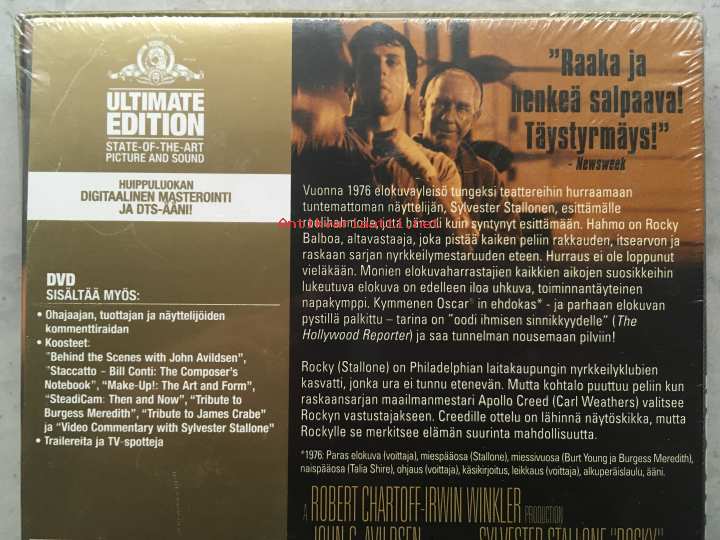 ULTIMATE
EDITION
STATE-OF-THE-ART
PICTURE AND SOUND
HUIPPULUOKAN
DIGITAALINEN MASTEROINTI
JA DTS-ÄÄNI!
DVD
SISÄLTÄÄ MYÖS:
• Ohajaajan, tuottajan ja näyttelijöiden
kommenttiraidan
• Koosteet:
"Behind the Scenes with John Avildsen",
"Staccatto - Bill Conti: The Composer's
Notebook", "Make-Up!: The Art and Form",
"SteadiCam: Then and Now", "Tribute to
Burgess Meredith", "Tribute to James Crabe"
ja "Video Commentary with Sylvester Stallone"
• Trailereita ja TV-spotteja
"Raaka ja
henkeä salpaava!
Täystyrmäys!"
- Newsweek
Vuonna 1976 elokuvayleisö tungeksi teattereihin hurraamaan
tuntemattoman näyttelijän, Sylvester Stallonen, esittämälle
roolihahmolle, jota hän oli kuin syntynyt esittämään. Hahmo on Rocky
Balboa, altavastaaja, joka pistää kaiken peliin rakkauden, itsearvon ja
raskaan sarjan nyrkkeilymestaruuden eteen. Hurraus ei ole loppunut
vieläkään. Monien elokuvaharrastajien kaikkien aikojen suosikkeihin
lukeutuva elokuva on edelleen iloa uhkuva, toiminnantäyteinen
napakymppi. Kymmenen Oscar® in ehdokas* - ja parhaan elokuvan
pystillä palkittu – tarina on "oodi ihmisen sinnikkyydelle" (The
Hollywood Reporter) ja saa tunnelman nousemaan pilviin!
Rocky (Stallone) on Philadelphian laitakaupungin nyrkkeilyklubien
kasvatti, jonka ura ei tunnu etenevän. Mutta kohtalo puuttuu peliin kun
raskaansarjan maailmanmestari Apollo Creed (Carl Weathers) valitsee
Rockyn vastustajakseen. Creedille ottelu on lähinnä näytöskikka, mutta
Rockylle se merkitsee elämän suurinta mahdollisuutta.
*1976: Paras elokuva (voittaja), miespääosa (Stallone), miessivuosa (Burt Young ja Burgess Meredith),
naispääosa (Talia Shire), ohjaus (voittaja), käsikirjoitus, leikkaus (voittaja), alkuperäislaulu, ääni.
A ROBERT CHARTOFF-IRWIN WINKLER PRODUCTION
JOHN G. AVILDSEN SYLVESTER STALLONE "ROCKY"